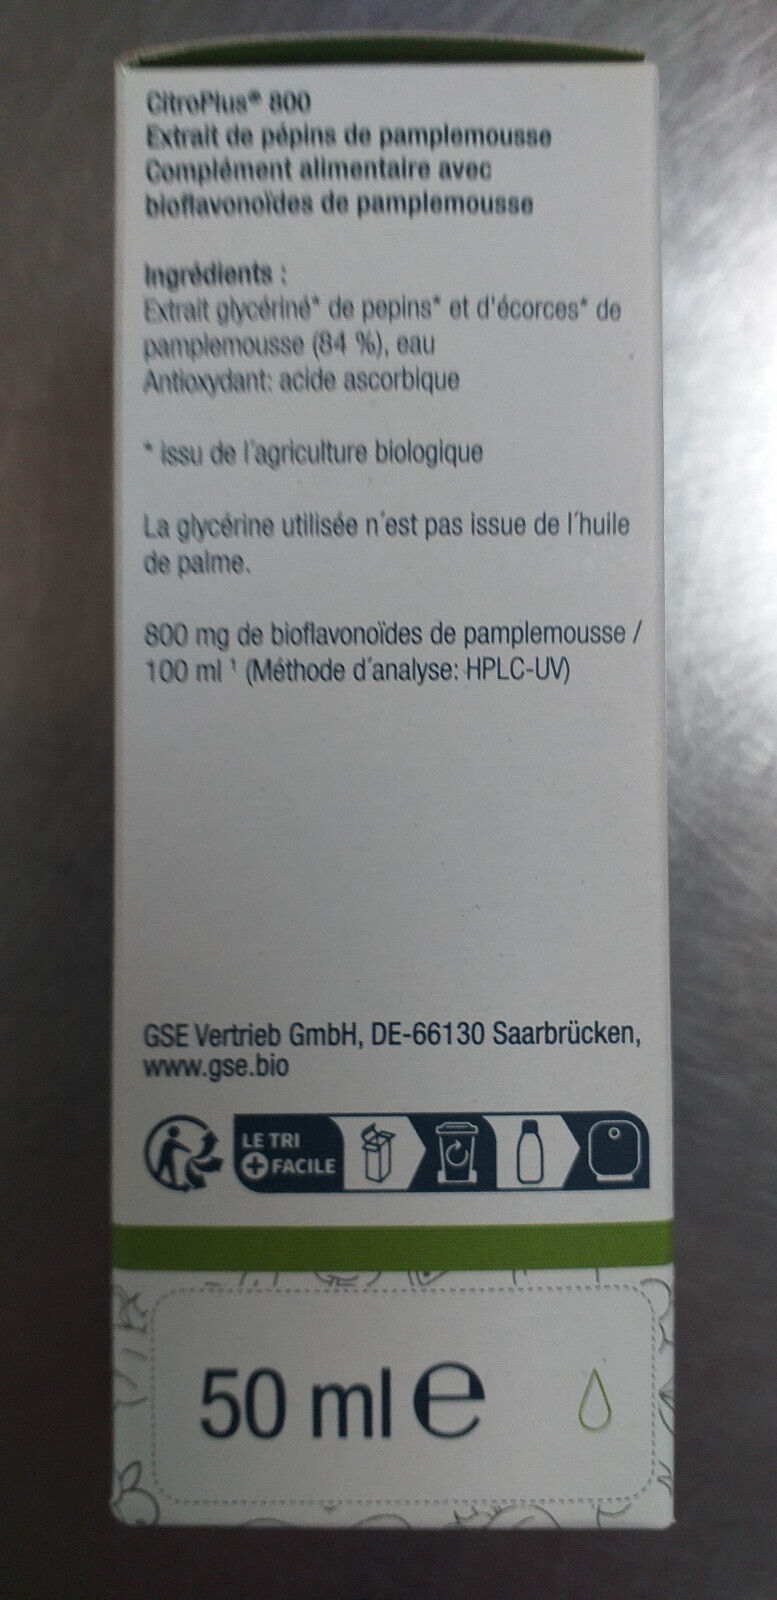 CitroPlus® 800
Extrait de pépins de pamplemousse
Complément alimentaire avec
bioflavonoïdes de pamplemousse
Ingrédients :
Extrait glycériné* de pepins* et d'écorces* de
pamplemousse (84 %), eau
Antioxydant: acide ascorbique
* issu de l´agriculture biologique
La glycérine utilisée n´est pas issue de l´huile
de palme.
800 mg de bioflavonoïdes de pamplemousse /
100 ml ¹ (Méthode d´analyse: HPLC-UV)
GSE Vertrieb GmbH, DE-66130 Saarbrücken,
www.gse.bio
LE TRI
+ FACILE
50 ml e